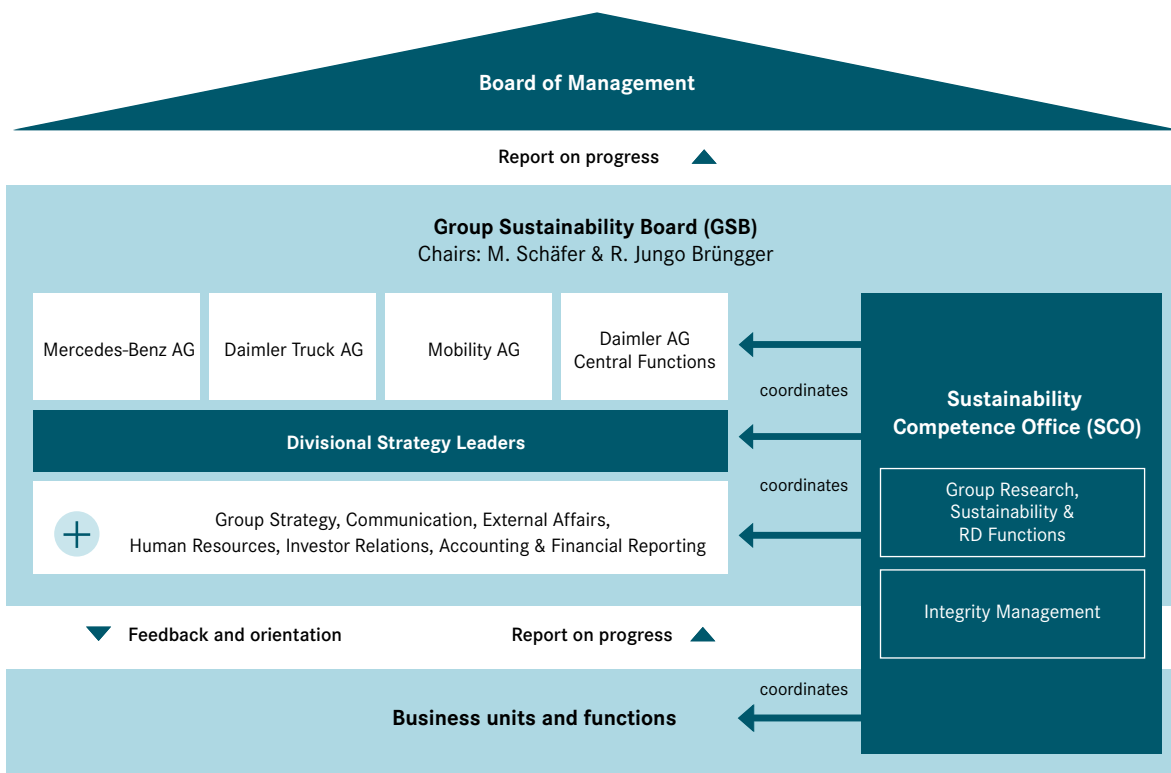 Board of Management
Report on progress
Group Sustainability Board (GSB)
Chairs: M. Schäfer & R. Jungo Brüngger
Mercedes-Benz AG
Daimler Truck AG
Mobility AG
Daimler AG
Central Functions
coordinates
Divisional Strategy Leaders
coordinates
Group Strategy, Communication, External Affairs,
Human Resources, Investor Relations, Accounting & Financial Reporting
Sustainability
Competence Office (SCO)
Group Research,
Sustainability &
RD Functions
Integrity Management
Feedback and orientation
Report on progress
coordinates
Business units and functions